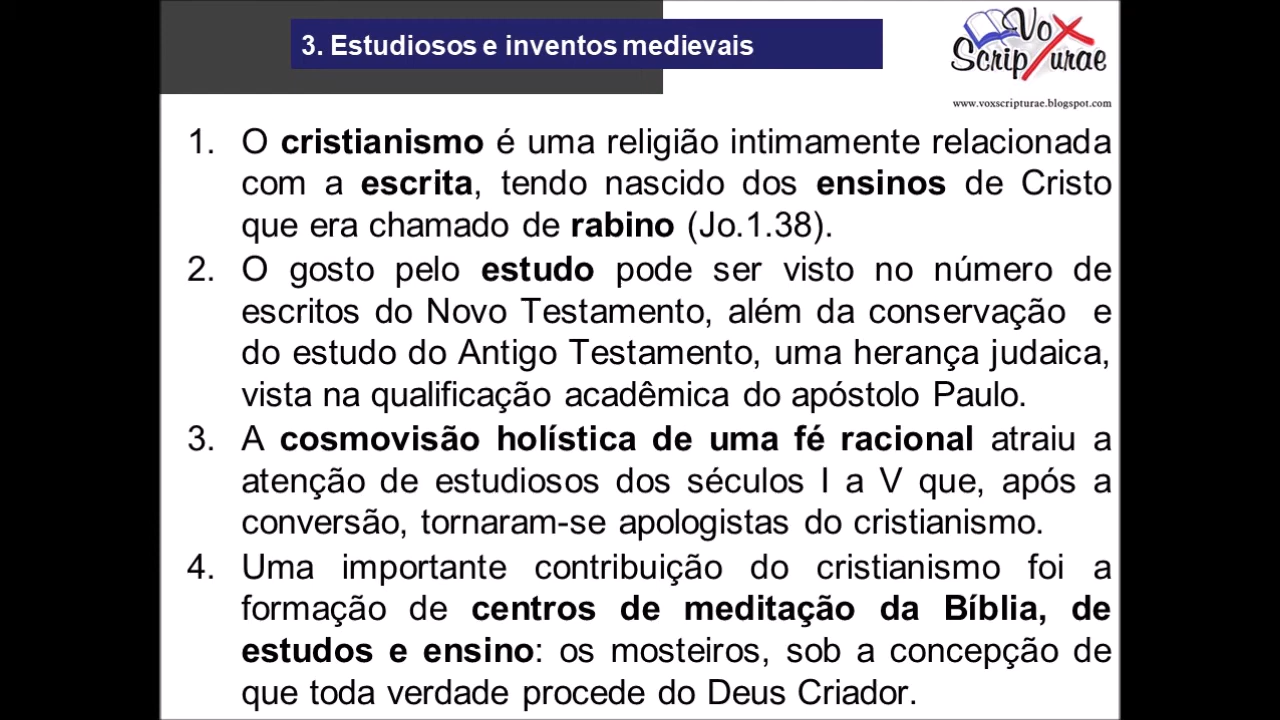 3. Estudiosos e inventos medievais
Vox
Scripturae
www.voxscripturae.blogspot.com
1. O cristianismo é uma religião intimamente relacionada
com a escrita, tendo nascido dos ensinos de Cristo
que era chamado de rabino (Jo.1.38).
2. O gosto pelo estudo pode ser visto no número de
escritos do Novo Testamento, além da conservação e
do estudo do Antigo Testamento, uma herança judaica,
vista na qualificação acadêmica do apóstolo Paulo.
3. A cosmovisão holística de uma fé racional atraiu a
atenção de estudiosos dos séculos I a V que, após a
conversão, tornaram-se apologistas do cristianismo.
4. Uma importante contribuição do cristianismo foi a
formação de centros de meditação da Bíblia, de
estudos e ensino: os mosteiros, sob a concepção de
que toda verdade procede do Deus Criador.